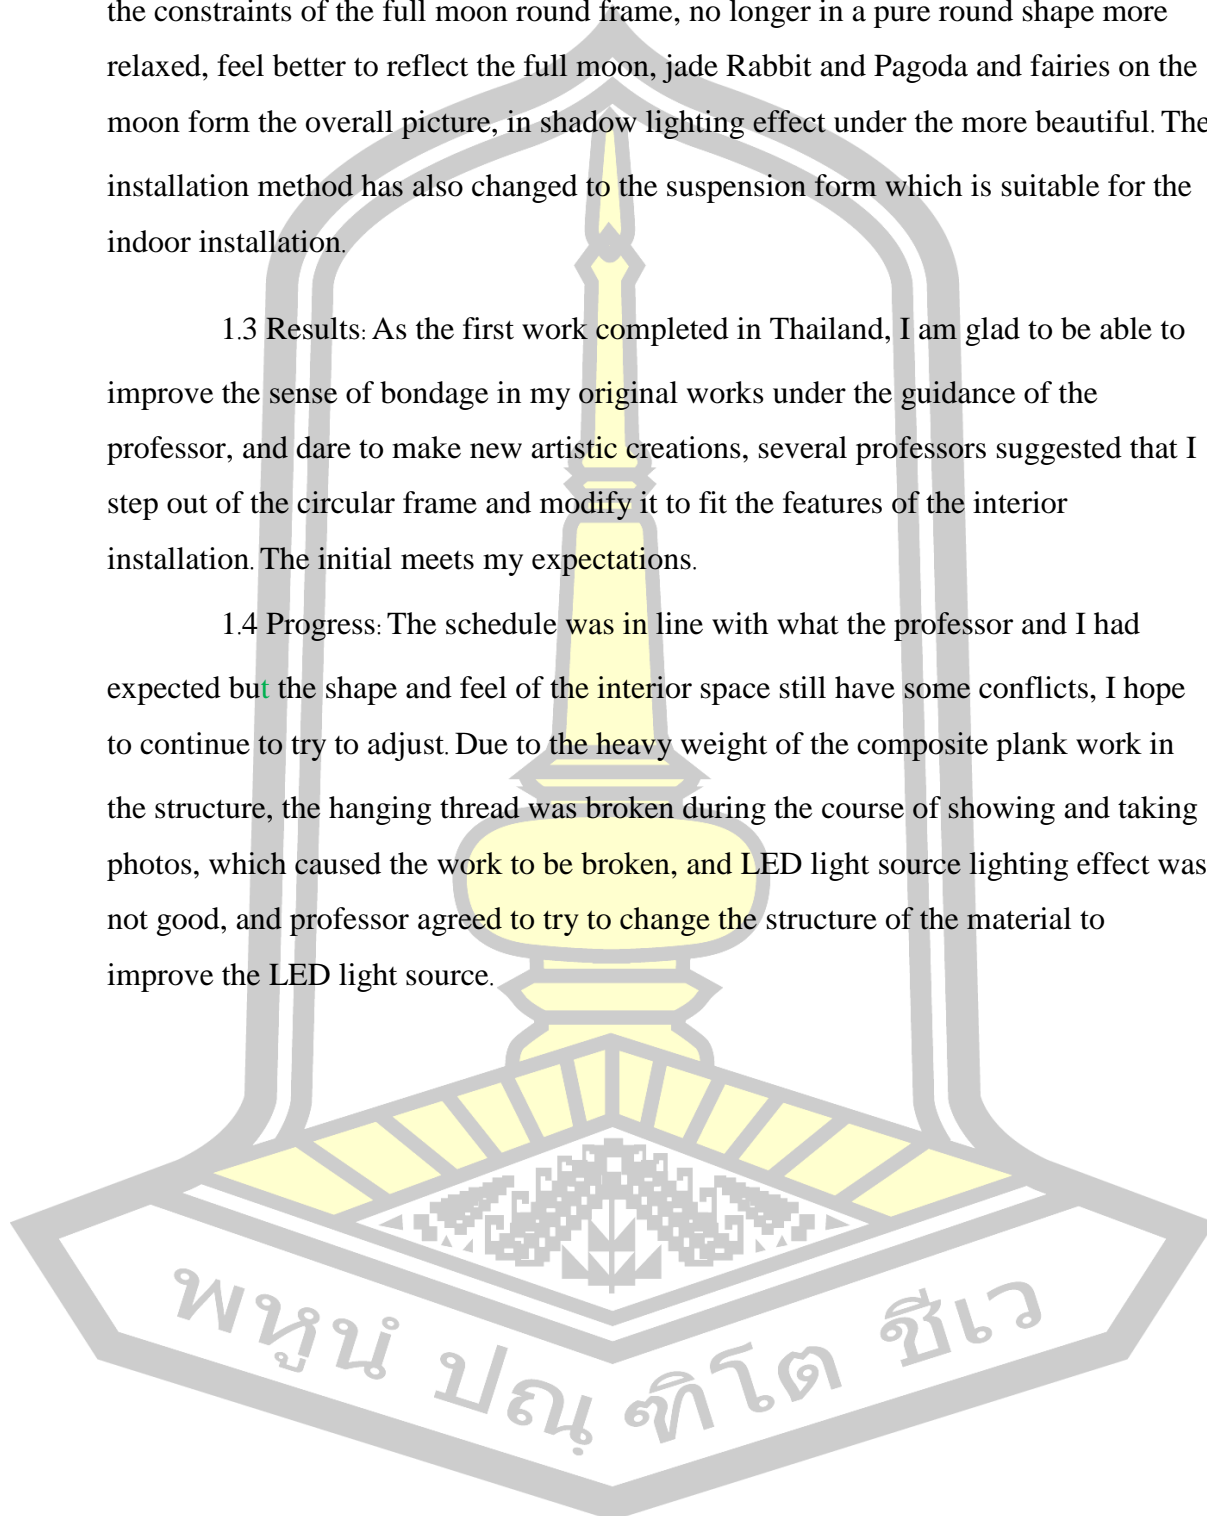 the constraints of the full moon round frame, no longer in a pure round shape more
relaxed, feel better to reflect the full moon, jade Rabbit and Pagoda and fairies on the
moon form the overall picture, in shadow lighting effect under the more beautiful. The
installation method has also changed to the suspension form which is suitable for the
indoor installation.
1.3 Results: As the first work completed in Thailand, I am glad to be able to
improve the sense of bondage in my original works under the guidance of the
professor, and dare to make new artistic creations, several professors suggested that I
step out of the circular frame and modify it to fit the features of the interior
installation. The initial meets my expectations.
1.4 Progress: The schedule was in line with what the professor and I had
expected but the shape and feel of the interior space still have some conflicts, I hope
to continue to try to adjust. Due to the heavy weight of the composite plank work in
the structure, the hanging thread was broken during the course of showing and taking
photos, which caused the work to be broken, and LED light source lighting effect was
not good, and professor agreed to try to change the structure of the material to
improve the LED light source.
พหูนํ ปณฺ ฑิโต ชีเว